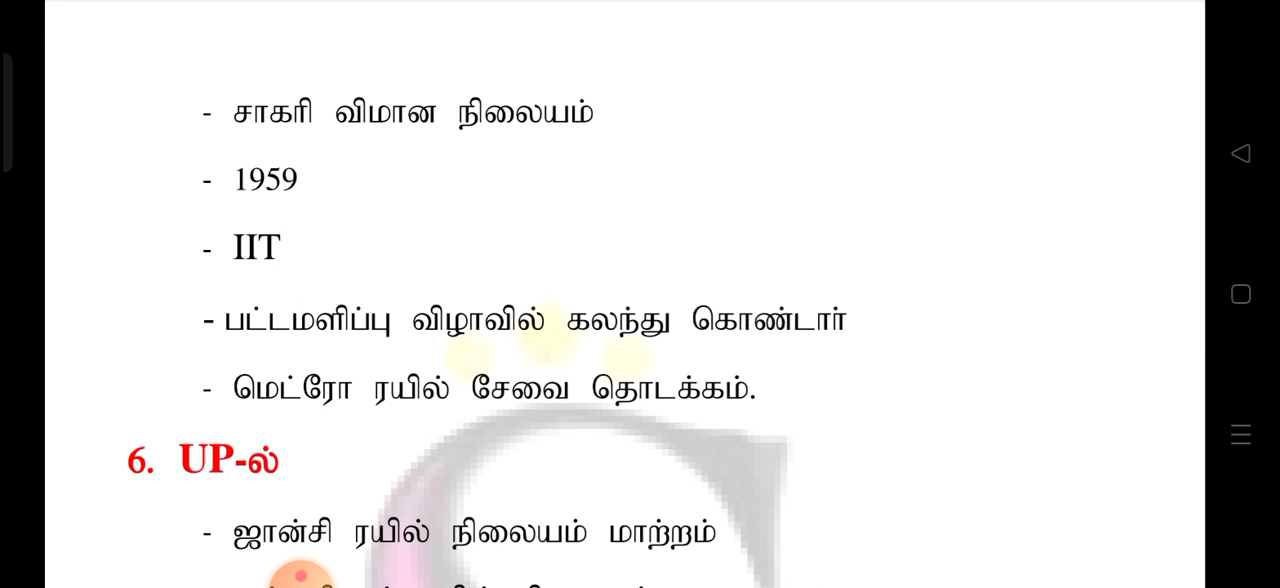 - சாகரி விமான நிலையம்
- 1959
- IIT
- பட்டமளிப்பு விழாவில் கலந்து கொண்டார்
- மெட்ரோ ரயில் சேவை தொடக்கம்.
6. UP-ல்
- ஜான்சி ரயில் நிலையம் மாற்றம்